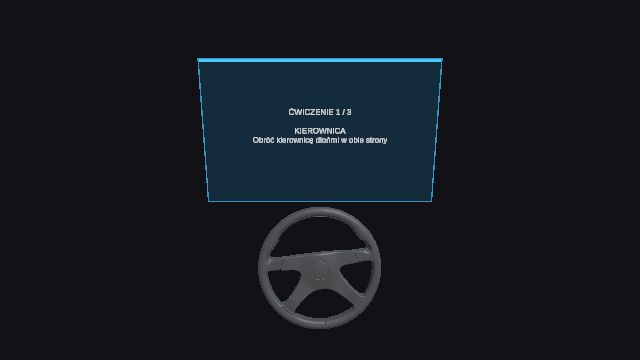 ĆWICZENIE 1 / 3
KIEROWNICA
Obróć kierownicę dłońmi w obie strony